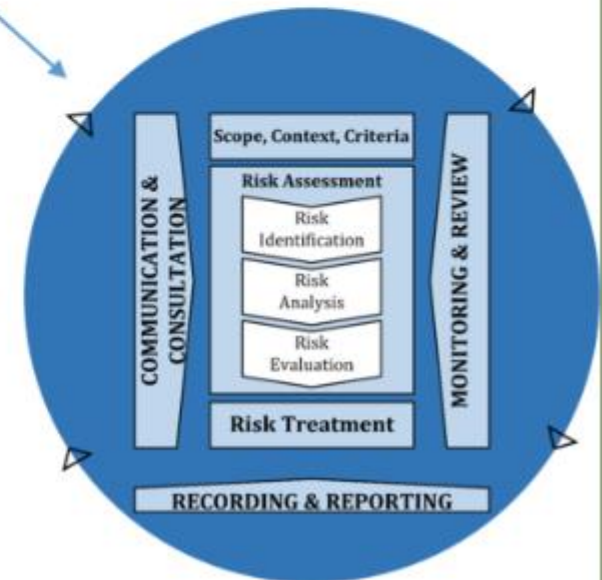 Scope, Context, Criteria
Risk Assessment
Risk
Identification
Risk
Analysis
Risk
Evaluation
Risk Treatment
COMMUNICATION &
CONSULTATION
MONITORING & REVIEW
RECORDING & REPORTING